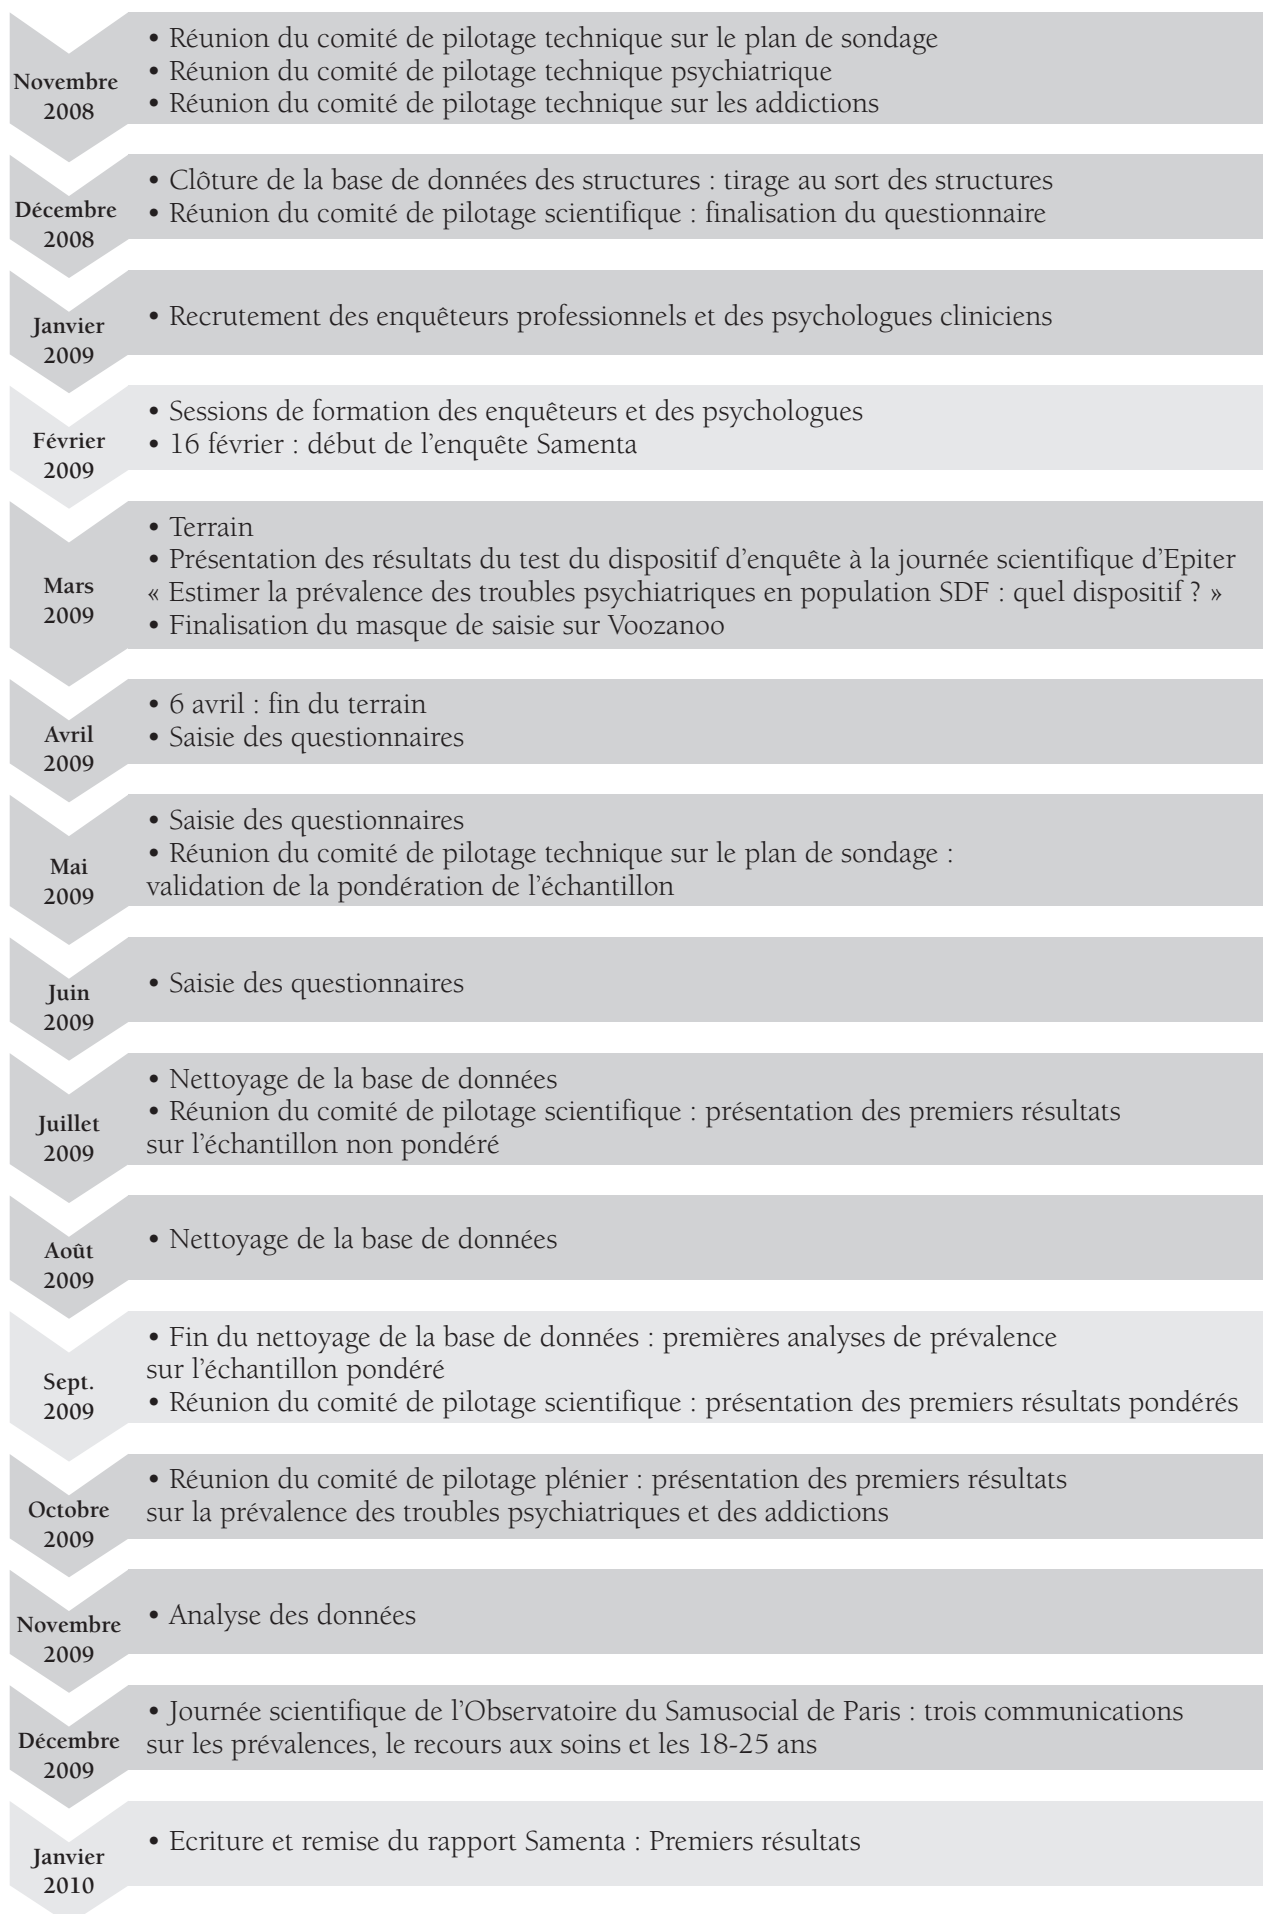 Novembre
2008
• Réunion du comité de pilotage technique sur le plan de sondage
• Réunion du comité de pilotage technique psychiatrique
• Réunion du comité de pilotage technique sur les addictions
Décembre
2008
• Clôture de la base de données des structures : tirage au sort des structures
• Réunion du comité de pilotage scientifique : finalisation du questionnaire
Janvier
2009
• Recrutement des enquêteurs professionnels et des psychologues cliniciens
Février
2009
• Sessions de formation des enquêteurs et des psychologues
• 16 février : début de l'enquête Samenta
Mars
2009
• Terrain
• Présentation des résultats du test du dispositif d'enquête à la journée scientifique d'Epiter
« Estimer la prévalence des troubles psychiatriques en population SDF : quel dispositif ? »
• Finalisation du masque de saisie sur Voozanoo
Avril
2009
• 6 avril : fin du terrain
• Saisie des questionnaires
Mai
2009
• Saisie des questionnaires
• Réunion du comité de pilotage technique sur le plan de sondage :
validation de la pondération de l'échantillon
Juin
2009
• Saisie des questionnaires
Juillet
2009
• Nettoyage de la base de données
• Réunion du comité de pilotage scientifique : présentation des premiers résultats
sur l'échantillon non pondéré
Août
2009
• Nettoyage de la base de données
Sept.
2009
• Fin du nettoyage de la base de données : premières analyses de prévalence
sur l'échantillon pondéré
• Réunion du comité de pilotage scientifique : présentation des premiers résultats pondérés
Octobre
2009
• Réunion du comité de pilotage plénier : présentation des premiers résultats
sur la prévalence des troubles psychiatriques et des addictions
Novembre
2009
• Analyse des données
Décembre
2009
• Journée scientifique de l'Observatoire du Samusocial de Paris : trois communications
sur les prévalences, le recours aux soins et les 18-25 ans
Janvier
2010
• Ecriture et remise du rapport Samenta : Premiers résultats